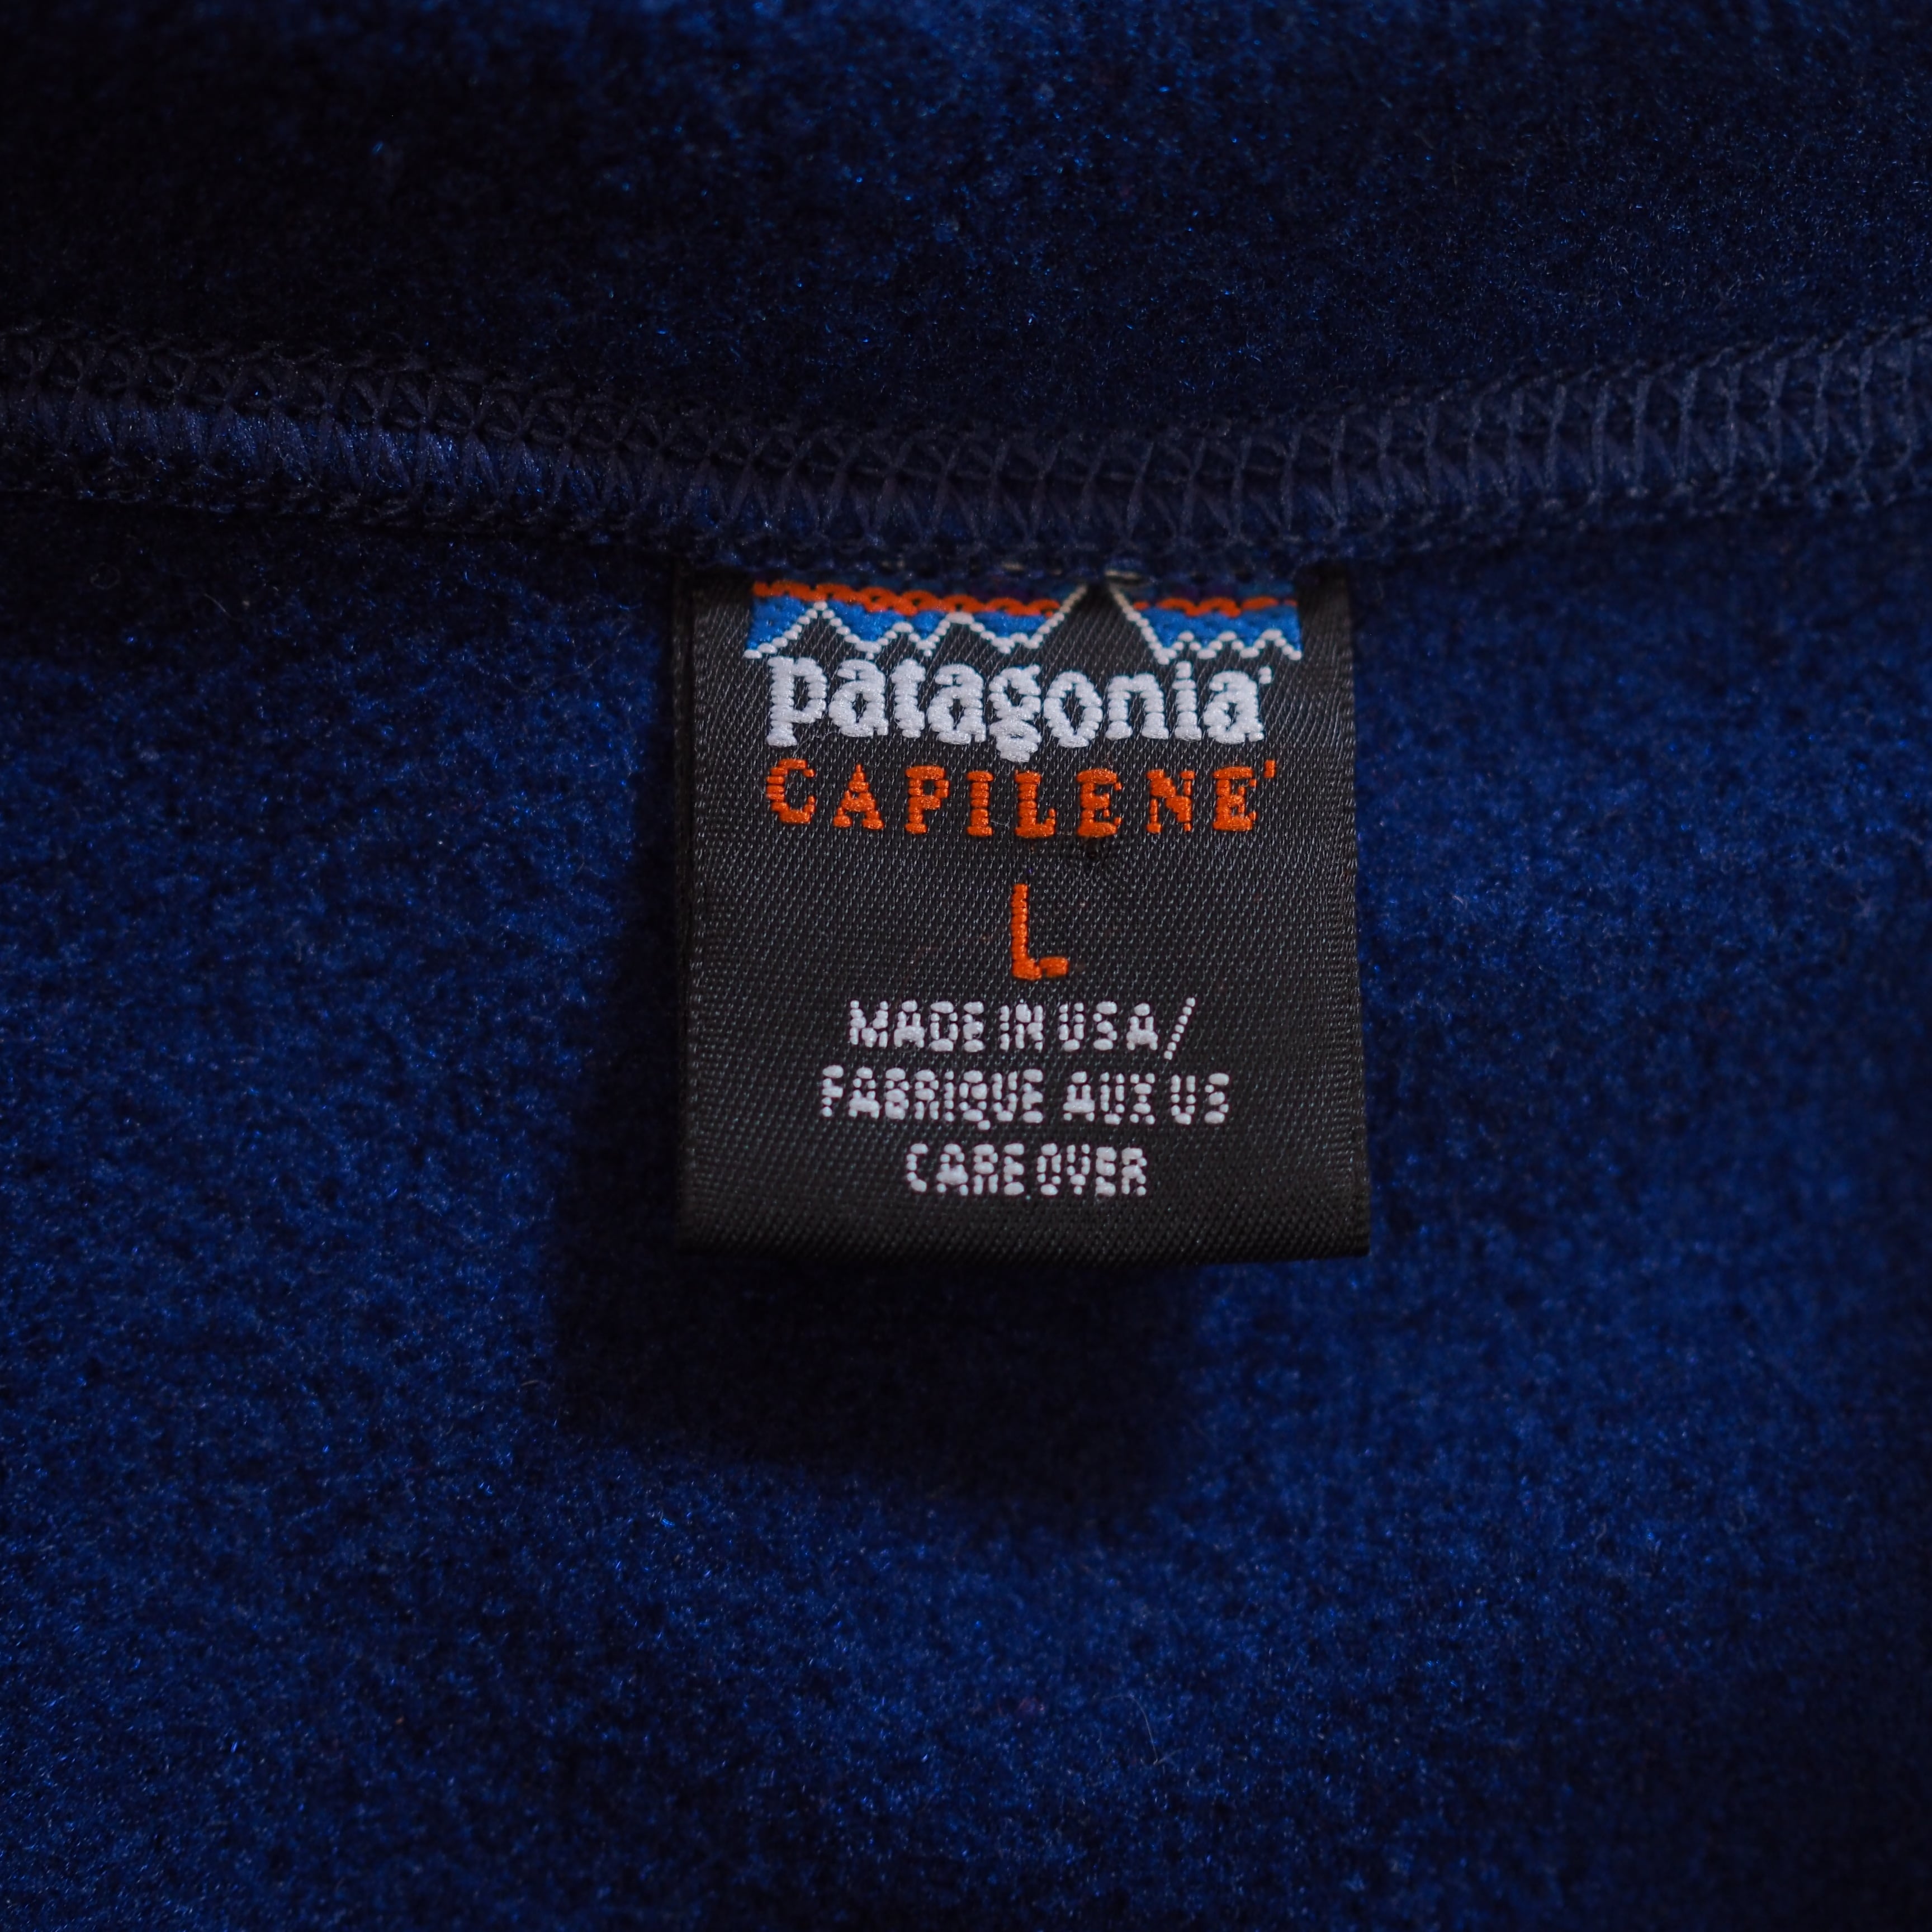 patagonia®
CAPILENE®
L
MADE IN USA/
FABRIQUE AUX US
CARE OVER